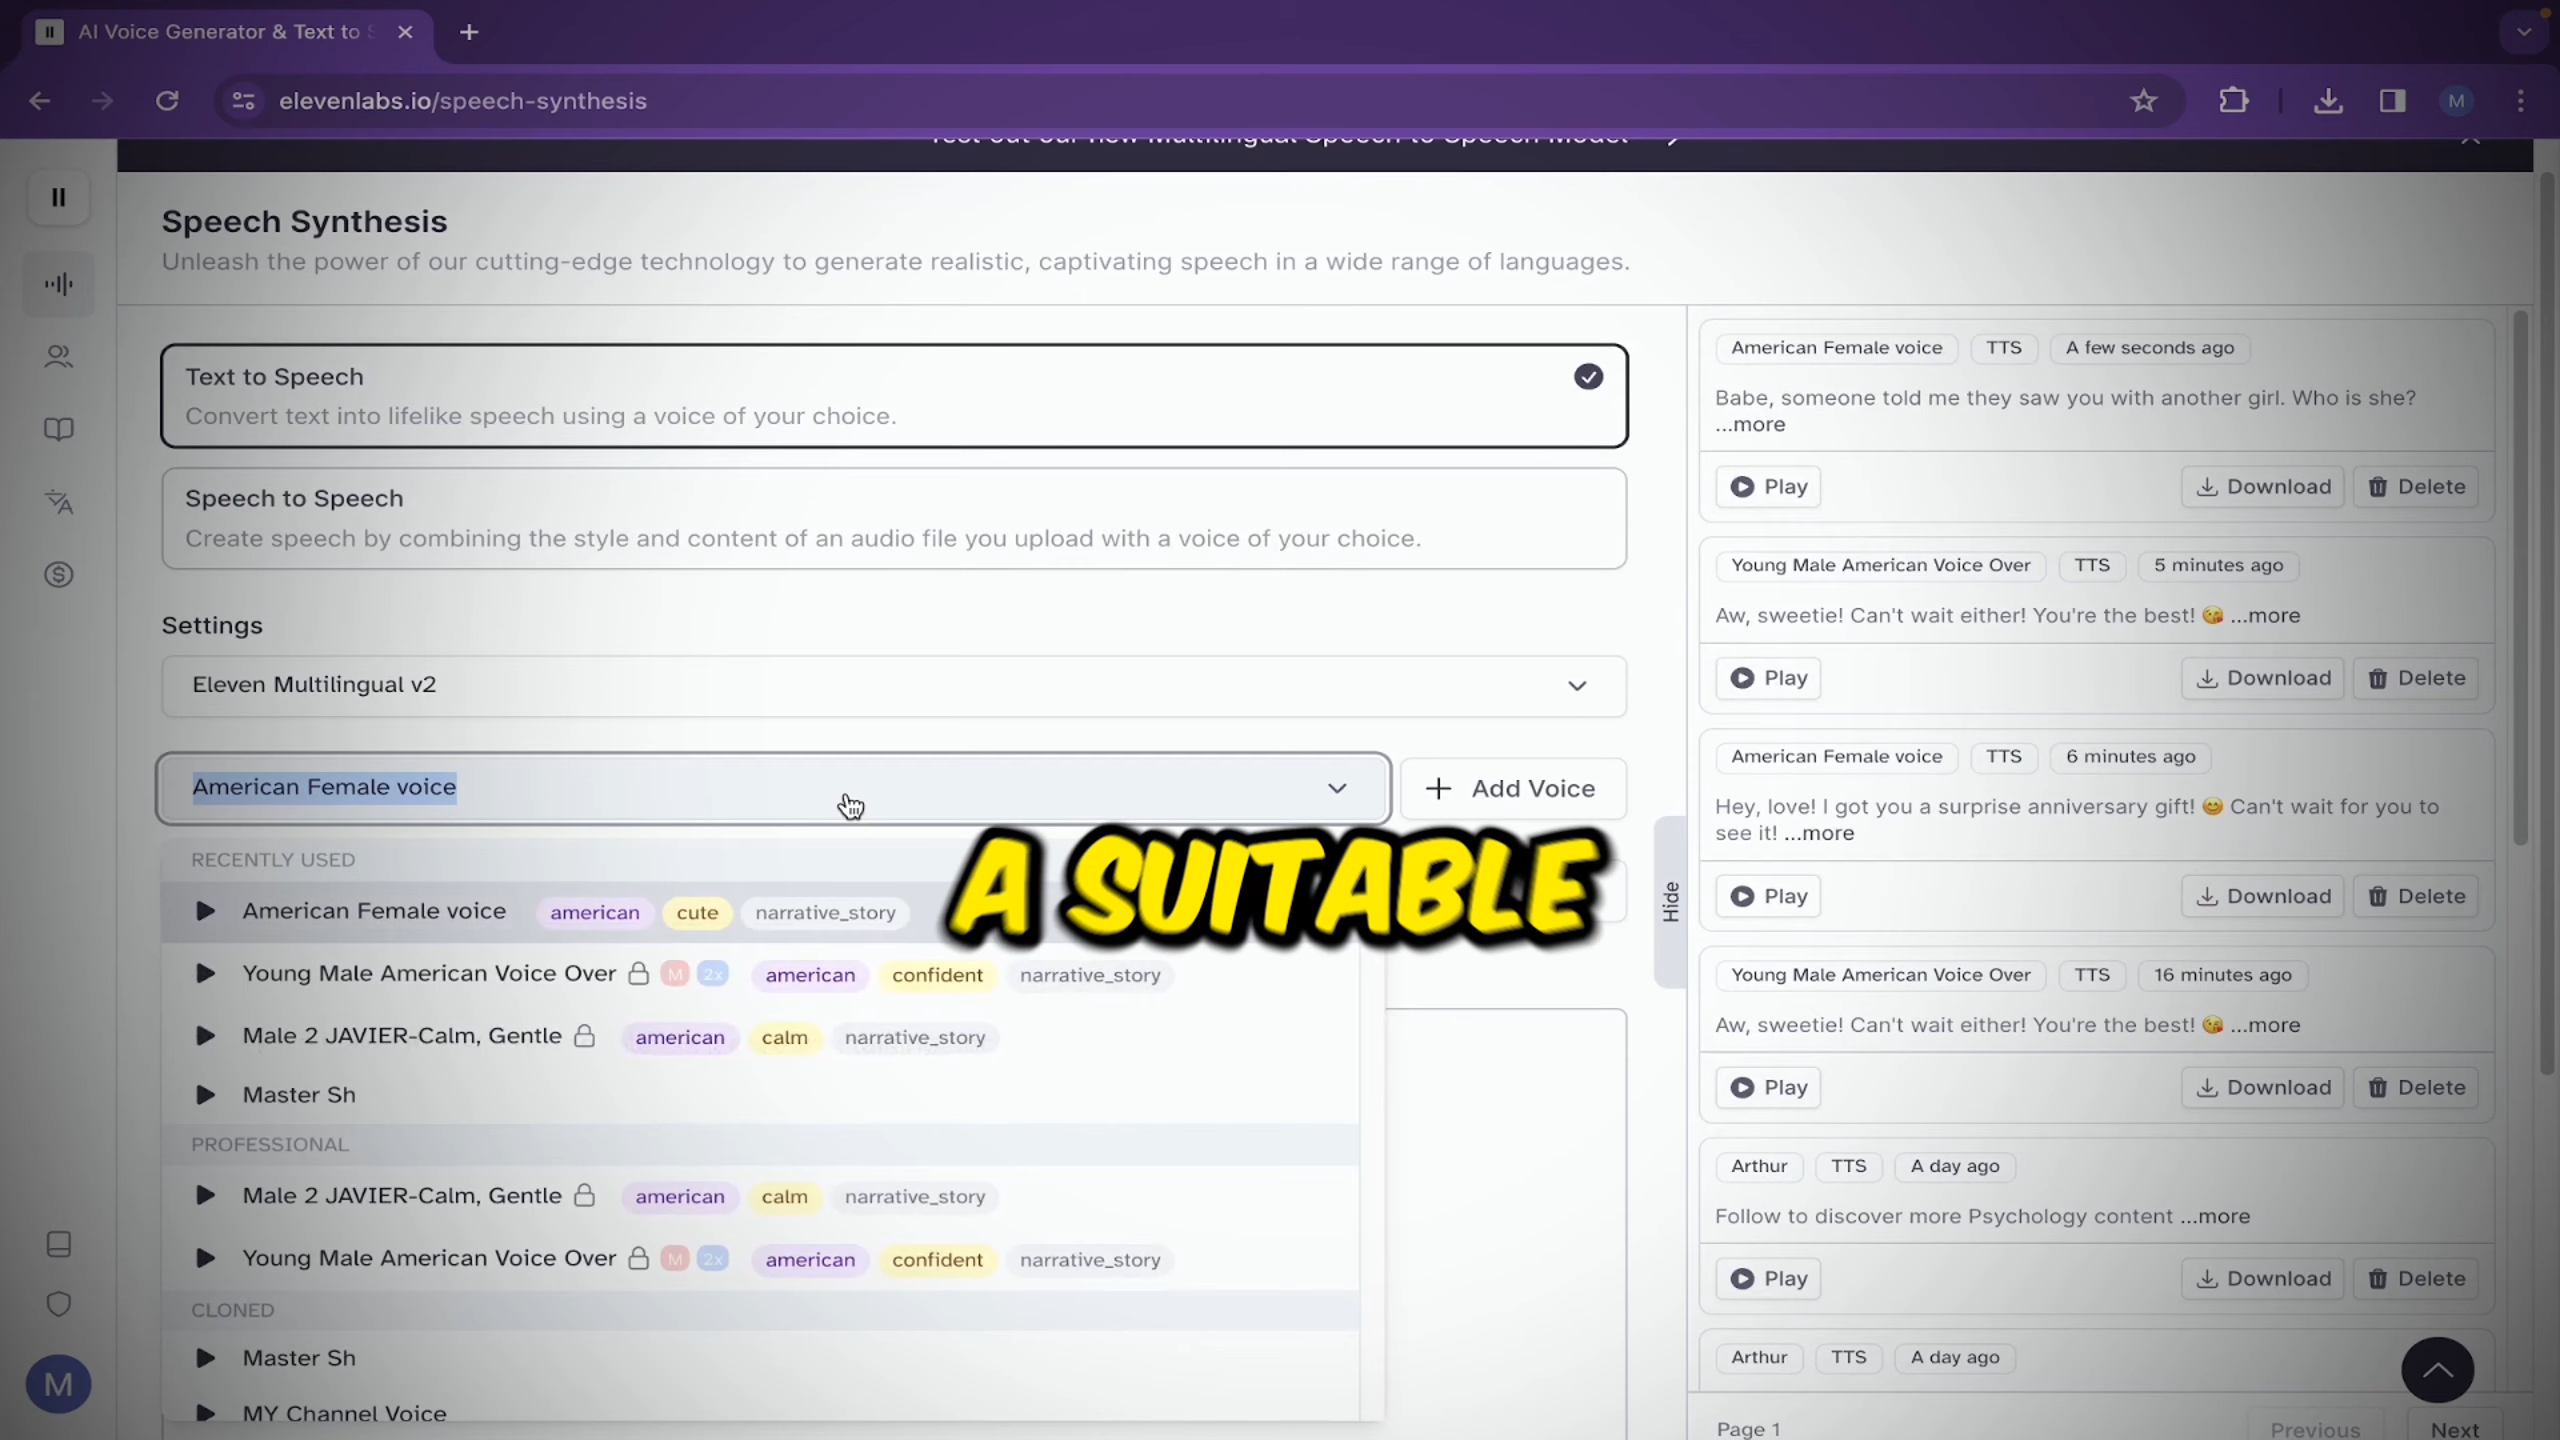 AI Voice Generator & Text to S
elevenlabs.io/speech-synthesis
M
Test out our new Multilingual Speech to Speech Model
Speech Synthesis
Unleash the power of our cutting-edge technology to generate realistic, captivating speech in a wide range of languages.
Text to Speech
Convert text into lifelike speech using a voice of your choice.
Speech to Speech
Create speech by combining the style and content of an audio file you upload with a voice of your choice.
Settings
Eleven Multilingual v2
American Female voice
Add Voice
A SUITABLE
RECENTLY USED
American Female voice american cute narrative_story
Young Male American Voice Over M 2x american confident narrative_story
Male 2 JAVIER-Calm, Gentle american calm narrative_story
Master Sh
PROFESSIONAL
Male 2 JAVIER-Calm, Gentle american calm narrative_story
Young Male American Voice Over M 2x american confident narrative_story
CLONED
Master Sh
MY Channel Voice
M
Hide
American Female voice TTS A few seconds ago
Babe, someone told me they saw you with another girl. Who is she?
...more
Play Download Delete
Young Male American Voice Over TTS 5 minutes ago
Aw, sweetie! Can't wait either! You're the best! 😘 ...more
Play Download Delete
American Female voice TTS 6 minutes ago
Hey, love! I got you a surprise anniversary gift! 😊 Can't wait for you to
see it! ...more
Play Download Delete
Young Male American Voice Over TTS 16 minutes ago
Aw, sweetie! Can't wait either! You're the best! 😘 ...more
Play Download Delete
Arthur TTS A day ago
Follow to discover more Psychology content ...more
Play Download Delete
Arthur TTS A day ago
Page 1 Previous Next